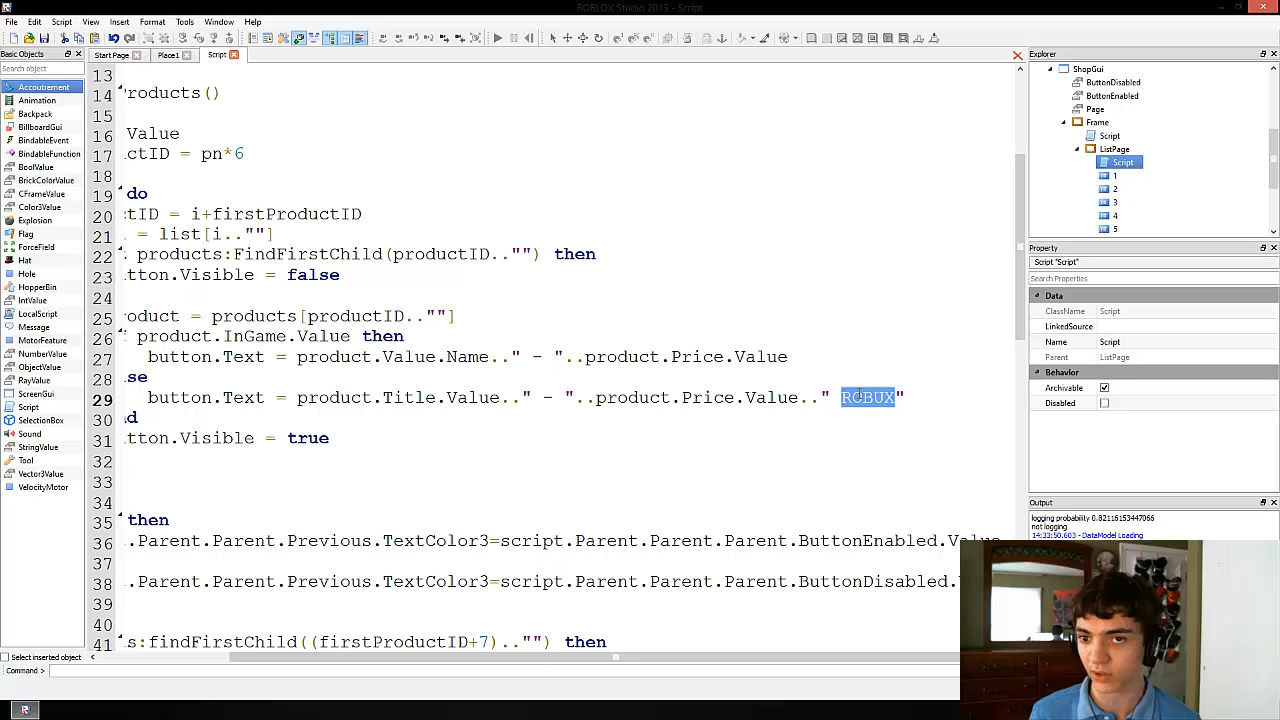 ROBLOX Studio 2013 - Script
File Edit Script View Insert Format Tools Window Help
Basic Objects
Search object
Accoutrement
Animation
Backpack
BillboardGui
BindableEvent
BindableFunction
BoolValue
BrickColorValue
CFrameValue
Color3Value
Explosion
Flag
ForceField
Hat
Hole
HopperBin
IntValue
LocalScript
Message
MotorFeature
NumberValue
ObjectValue
RayValue
ScreenGui
Script
SelectionBox
Sound
StringValue
Tool
Vector3Value
VelocityMotor
Select inserted object
Start Page Place1 Script
13
14 roducts()
15
16 Value
17 ctID = pn*6
18
19 do
20 tID = i+firstProductID
21 = list[i..""]
22 products:FindFirstChild(productID.."") then
23 tton.Visible = false
24
25 oduct = products[productID..""]
26 product.InGame.Value then
27 button.Text = product.Value.Name.." - "..product.Price.Value
28 se
29 button.Text = product.Title.Value.." - "..product.Price.Value.." ROBUX"
30 d
31 tton.Visible = true
32
33
34
35 then
36 .Parent.Parent.Previous.TextColor3=script.Parent.Parent.Parent.ButtonEnabled.Value
37
38 .Parent.Parent.Previous.TextColor3=script.Parent.Parent.Parent.ButtonDisabled.
39
40
41 s:findFirstChild((firstProductID+7).."") then
Command >
Explorer
ShopGui
ButtonDisabled
ButtonEnabled
Page
Frame
Script
ListPage
Script
1
2
3
4
5
Property
Script "Script"
Search Properties
Data
ClassName Script
LinkedSource
Name Script
Parent ListPage
Behavior
Archivable
Disabled
Output
logging probability 0.82116153447066
not logging
14:33:50.603 - DataModel Loading